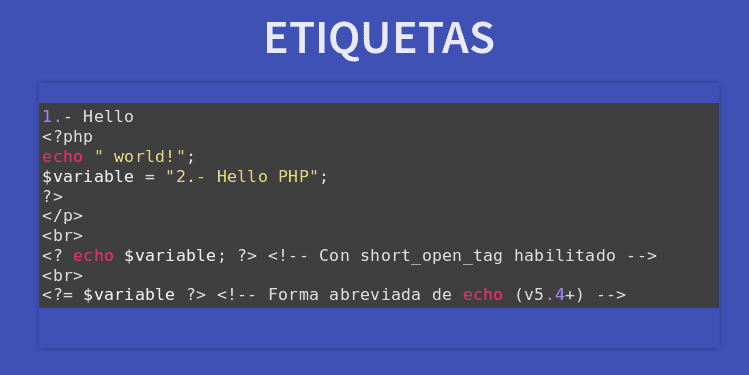 ETIQUETAS
1.- Hello
<?php
echo " world!";
$variable = "2.- Hello PHP";
?>
</p>
<br>
<? echo $variable; ?> <!-- Con short_open_tag habilitado -->
<br>
<?= $variable ?> <!-- Forma abreviada de echo (v5.4+) -->